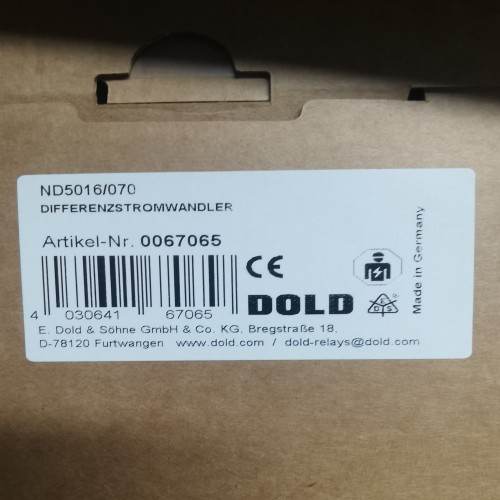 ND5016/070
DIFFERENZSTROMWANDLER
Artikel-Nr. 0067065
CE
4 030641 67065
DOLD
Made in Germany
E. Dold & Söhne GmbH & Co. KG, Bregstraße 18,
D-78120 Furtwangen www.dold.com / dold-relays@dold.com